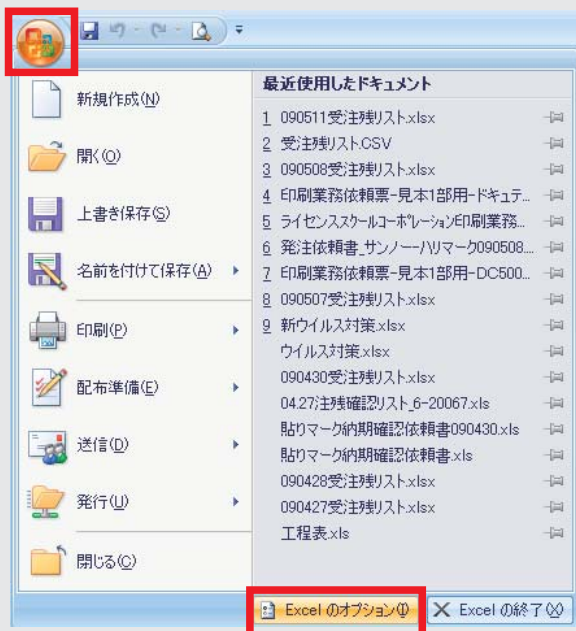 新規作成(N)
開く(O)
上書き保存(S)
名前を付けて保存(A)
印刷(P)
配布準備(E)
送信(D)
発行(U)
閉じる(C)
最近使用したドキュメント
1 090511受注残リスト.xlsx
2 受注残リスト.CSV
3 090508受注残リスト.xlsx
4 印刷業務依頼票-見本1部用-ドキュテ...
5 ライセンススクールコーポレーション印刷業務...
6 発注依頼書_サンノーハリマーク090508...
7 印刷業務依頼票-見本1部用-DC500...
8 090507受注残リスト.xlsx
9 新ウイルス対策.xlsx
ウイルス対策.xlsx
090430受注残リスト.xlsx
04.27注残確認リスト_6-20067.xls
貼りマーク納期確認依頼書090430.xls
貼りマーク納期確認依頼書.xls
090428受注残リスト.xlsx
090427受注残リスト.xlsx
工程表.xls
Excel のオプション(I)
Excel の終了(X)